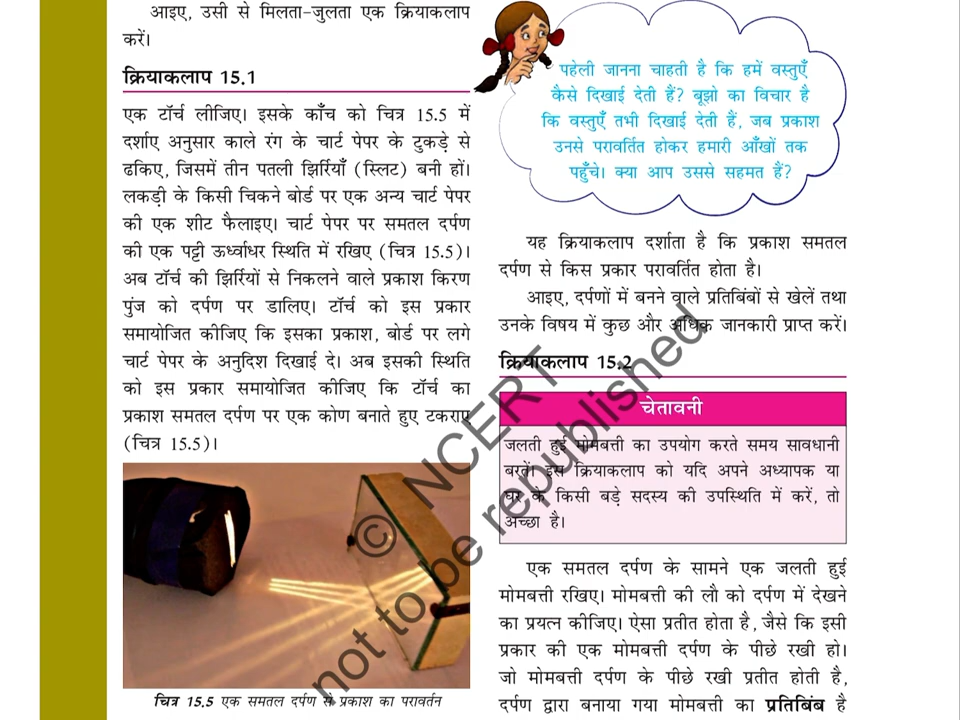 आइए, उसी से मिलता-जुलता एक क्रियाकलाप
करें।
क्रियाकलाप 15.1
एक टॉर्च लीजिए। इसके काँच को चित्र 15.5 में
दर्शाए अनुसार काले रंग के चार्ट पेपर के टुकड़े से
ढकिए, जिसमें तीन पतली झिर्रियाँ (स्लिट) बनी हों।
लकड़ी के किसी चिकने बोर्ड पर एक अन्य चार्ट पेपर
की एक शीट फैलाइए। चार्ट पेपर पर समतल दर्पण
की एक पट्टी ऊर्ध्वाधर स्थिति में रखिए (चित्र 15.5)।
अब टॉर्च की झिर्रियों से निकलने वाले प्रकाश किरण
पुंज को दर्पण पर डालिए। टॉर्च को इस प्रकार
समायोजित कीजिए कि इसका प्रकाश, बोर्ड पर लगे
चार्ट पेपर के अनुदिश दिखाई दे। अब इसकी स्थिति
को इस प्रकार समायोजित कीजिए कि टॉर्च का
प्रकाश समतल दर्पण पर एक कोण बनाते हुए टकराए
(चित्र 15.5)।
चित्र 15.5 एक समतल दर्पण से प्रकाश का परावर्तन
पहेली जानना चाहती है कि हमें वस्तुएँ
कैसे दिखाई देती हैं? बूझो का विचार है
कि वस्तुएँ तभी दिखाई देती हैं, जब प्रकाश
उनसे परावर्तित होकर हमारी आँखों तक
पहुँचे। क्या आप उससे सहमत हैं?
यह क्रियाकलाप दर्शाता है कि प्रकाश समतल
दर्पण से किस प्रकार परावर्तित होता है।
आइए, दर्पणों में बनने वाले प्रतिबिंबों से खेलें तथा
उनके विषय में कुछ और अधिक जानकारी प्राप्त करें।
क्रियाकलाप 15.2
चेतावनी
जलती हुई मोमबत्ती का उपयोग करते समय सावधानी
बरतें। इस क्रियाकलाप को यदि अपने अध्यापक या
घर के किसी बड़े सदस्य की उपस्थिति में करें, तो
अच्छा है।
एक समतल दर्पण के सामने एक जलती हुई
मोमबत्ती रखिए। मोमबत्ती की लौ को दर्पण में देखने
का प्रयत्न कीजिए। ऐसा प्रतीत होता है, जैसे कि इसी
प्रकार की एक मोमबत्ती दर्पण के पीछे रखी हो।
जो मोमबत्ती दर्पण के पीछे रखी प्रतीत होती है,
दर्पण द्वारा बनाया गया मोमबत्ती का प्रतिबिंब है
© NCERT
not to be republished